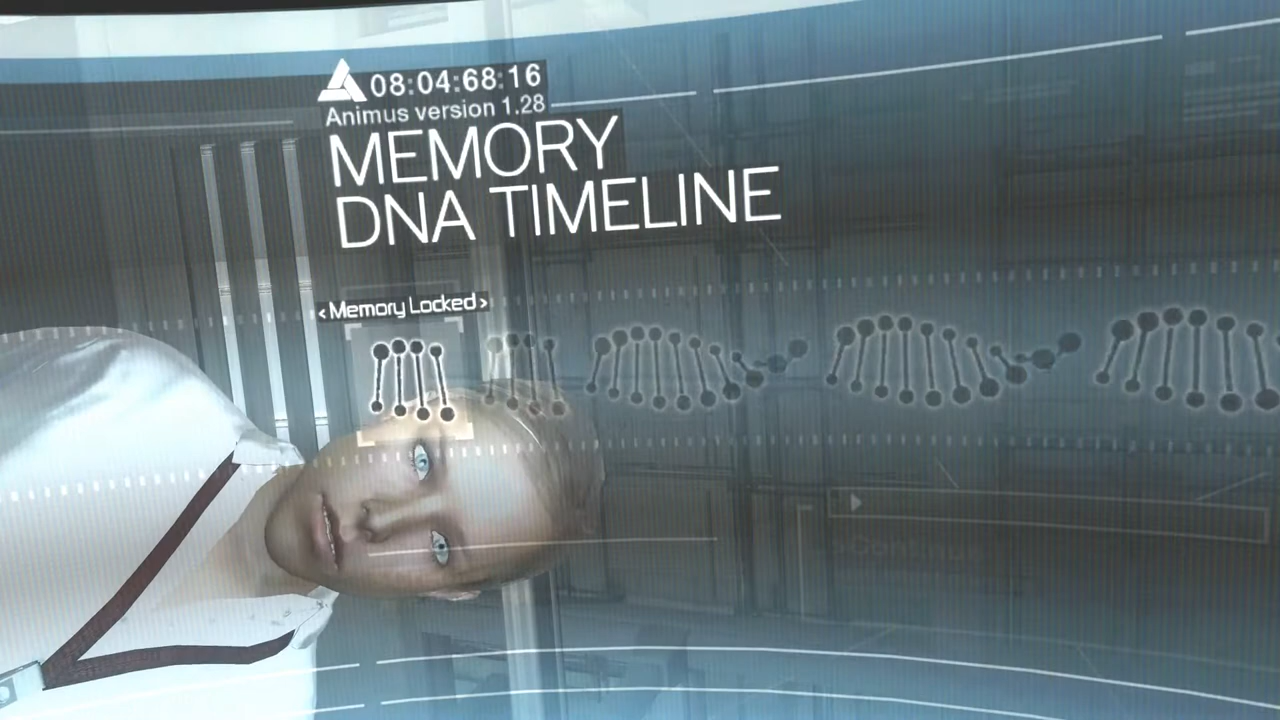 08:04:68:16
Animus version 1.28
MEMORY
DNA TIMELINE
‹ Memory Locked ›